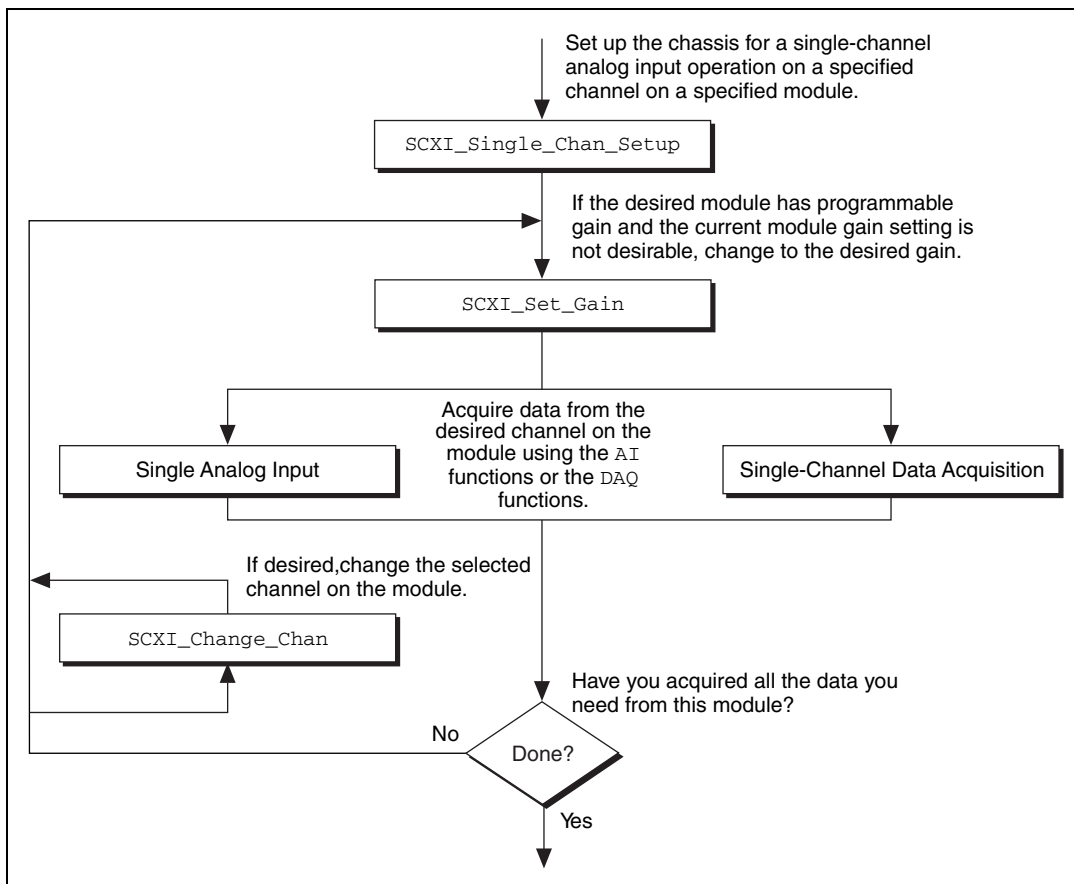 Set up the chassis for a single-channel
analog input operation on a specified
channel on a specified module.
SCXI_Single_Chan_Setup
If the desired module has programmable
gain and the current module gain setting is
not desirable, change to the desired gain.
SCXI_Set_Gain
Acquire data from the
desired channel on the
module using the AI
functions or the DAQ
functions.
Single Analog Input
Single-Channel Data Acquisition
If desired,change the selected
channel on the module.
SCXI_Change_Chan
Have you acquired all the data you
need from this module?
No
Done?
Yes